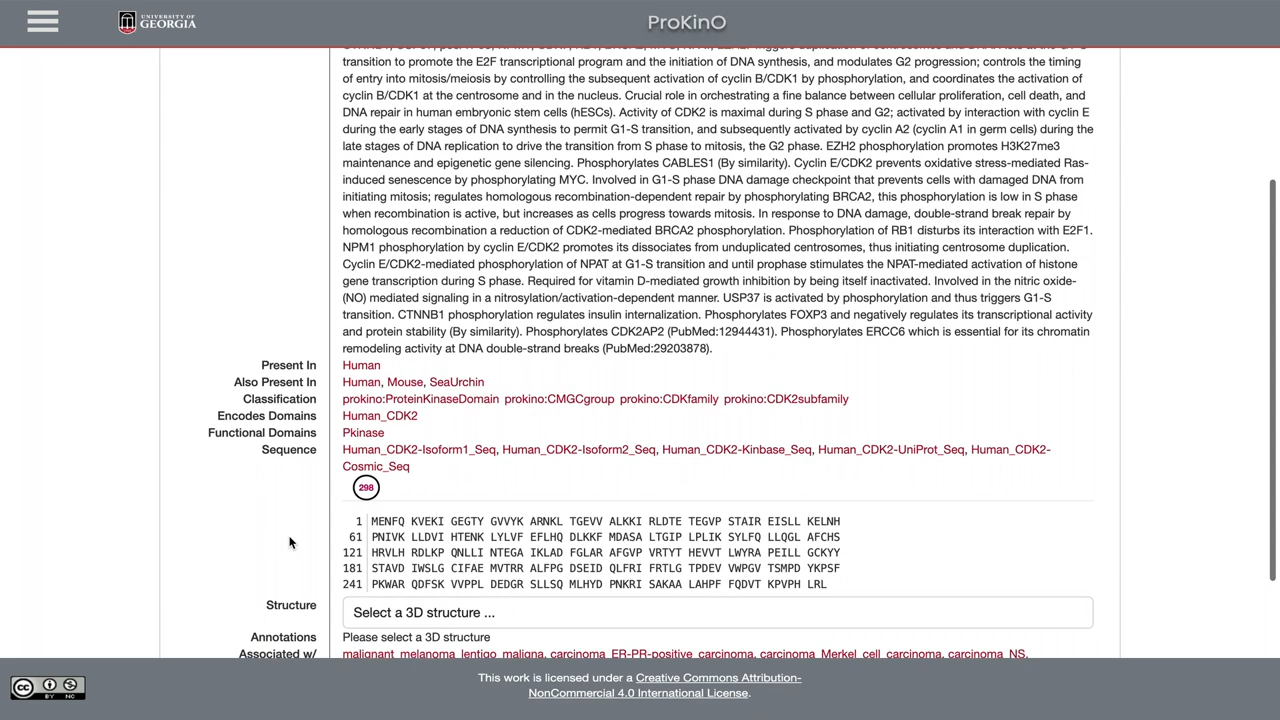 UNIVERSITY OF
GEORGIA
ProKinO
transition to promote the E2F transcriptional program and the initiation of DNA synthesis, and modulates G2 progression; controls the timing
of entry into mitosis/meiosis by controlling the subsequent activation of cyclin B/CDK1 by phosphorylation, and coordinates the activation of
cyclin B/CDK1 at the centrosome and in the nucleus. Crucial role in orchestrating a fine balance between cellular proliferation, cell death, and
DNA repair in human embryonic stem cells (hESCs). Activity of CDK2 is maximal during S phase and G2; activated by interaction with cyclin E
during the early stages of DNA synthesis to permit G1-S transition, and subsequently activated by cyclin A2 (cyclin A1 in germ cells) during the
late stages of DNA replication to drive the transition from S phase to mitosis, the G2 phase. EZH2 phosphorylation promotes H3K27me3
maintenance and epigenetic gene silencing. Phosphorylates CABLES1 (By similarity). Cyclin E/CDK2 prevents oxidative stress-mediated Ras-
induced senescence by phosphorylating MYC. Involved in G1-S phase DNA damage checkpoint that prevents cells with damaged DNA from
initiating mitosis; regulates homologous recombination-dependent repair by phosphorylating BRCA2, this phosphorylation is low in S phase
when recombination is active, but increases as cells progress towards mitosis. In response to DNA damage, double-strand break repair by
homologous recombination a reduction of CDK2-mediated BRCA2 phosphorylation. Phosphorylation of RB1 disturbs its interaction with E2F1.
NPM1 phosphorylation by cyclin E/CDK2 promotes its dissociates from unduplicated centrosomes, thus initiating centrosome duplication.
Cyclin E/CDK2-mediated phosphorylation of NPAT at G1-S transition and until prophase stimulates the NPAT-mediated activation of histone
gene transcription during S phase. Required for vitamin D-mediated growth inhibition by being itself inactivated. Involved in the nitric oxide-
(NO) mediated signaling in a nitrosylation/activation-dependent manner. USP37 is activated by phosphorylation and thus triggers G1-S
transition. CTNNB1 phosphorylation regulates insulin internalization. Phosphorylates FOXP3 and negatively regulates its transcriptional activity
and protein stability (By similarity). Phosphorylates CDK2AP2 (PubMed:12944431). Phosphorylates ERCC6 which is essential for its chromatin
remodeling activity at DNA double-strand breaks (PubMed:29203878).
Present In Human
Also Present In Human, Mouse, SeaUrchin
Classification prokino:ProteinKinaseDomain prokino:CMGCgroup prokino:CDKfamily prokino:CDK2subfamily
Encodes Domains Human_CDK2
Functional Domains Pkinase
Sequence Human_CDK2-Isoform1_Seq, Human_CDK2-Isoform2_Seq, Human_CDK2-Kinbase_Seq, Human_CDK2-UniProt_Seq, Human_CDK2-
Cosmic_Seq
298
1 MENFQ KVEKI GEGTY GVVYK ARNKL TGEVV ALKKI RLDTE TEGVP STAIR EISLL KELNH
61 PNIVK LLDVI HTENK LYLVF EFLHQ DLKKF MDASA LTGIP LPLIK SYLFQ LLQGL AFCHS
121 HRVLH RDLKP QNLLI NTEGA IKLAD FGLAR AFGVP VRTYT HEVVT LWYRA PEILL GCKYY
181 STAVD IWSLG CIFAE MVTRR ALFPG DSEID QLFRI FRTLG TPDEV VWPGV TSMPD YKPSF
241 PKWAR QDFSK VVPPL DEDGR SLLSQ MLHYD PNKRI SAKAA LAHPF FQDVT KPVPH LRL
Structure Select a 3D structure ...
Annotations Please select a 3D structure
Associated w/ malignant_melanoma_lentigo_maligna, carcinoma_ER-PR-positive_carcinoma, carcinoma_Merkel_cell_carcinoma, carcinoma_NS,
This work is licensed under a Creative Commons Attribution-
NonCommercial 4.0 International License.
CC BY NC